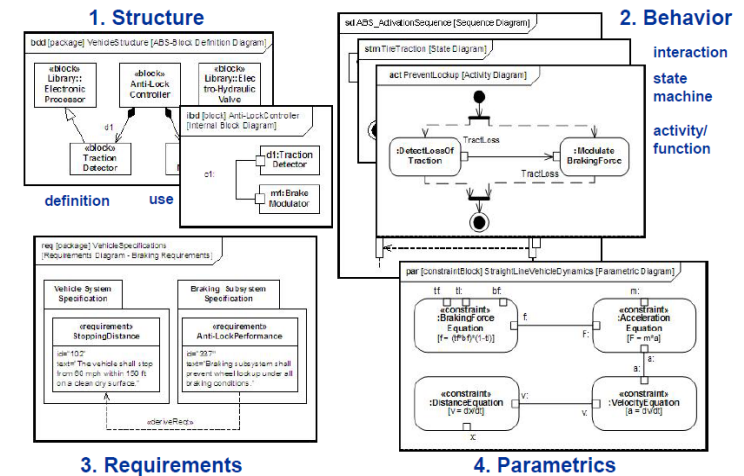 1. Structure
bdd [package] VehicleStructure [ABS-Block Definition Diagram]
«block»
Library::
Electronic
Processor
«block»
Anti-Lock
Controller
«block»
Library::Elec
tro-Hydraulic
Valve
d1
«block»
Traction
Detector
definition
use
ibd [block] Anti-LockController
[Internal Block Diagram]
d1:Traction
Detector
c1:
m1:Brake
Modulator
2. Behavior
sd ABS_ActivationSequence [Sequence Diagram]
stm TireTraction [State Diagram]
act PreventLockup [Activity Diagram]
interaction
state
machine
activity/
function
:DetectLossOf
Traction
TractLoss
:Modulate
BrakingForce
TractLoss
req [package] VehicleSpecifications
[Requirements Diagram - Braking Requirements]
Vehicle System
Specification
Braking Subsystem
Specification
«requirement»
StoppingDistance
id="102"
text="The vehicle shall stop
from 60 mph within 150 ft
on a clean dry surface."
«requirement»
Anti-LockPerformance
id="337"
text="Braking subsystem shall
prevent wheel lockup under all
braking conditions."
«deriveReqt»
3. Requirements
par [constraintBlock] StraightLineVehicleDynamics [Parametric Diagram]
tf:
tl:
bf:
m:
«constraint»
:BrakingForce
Equation
[f = (tf*bf)*(1-tl)]
f:
F:
«constraint»
:Acceleration
Equation
[F = m*a]
a:
a:
«constraint»
:DistanceEquation
[v = dx/dt]
v:
v:
«constraint»
:VelocityEquation
[a = dv/dt]
x:
4. Parametrics